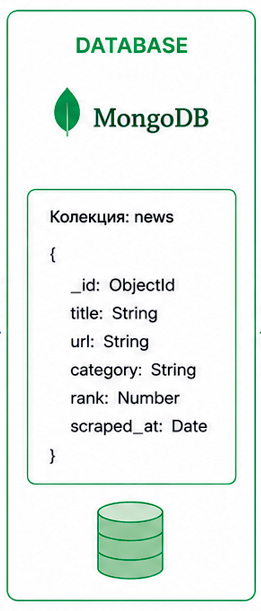 DATABASE
MongoDB
Колекция: news
{
_id: ObjectId
title: String
url: String
category: String
rank: Number
scraped_at: Date
}